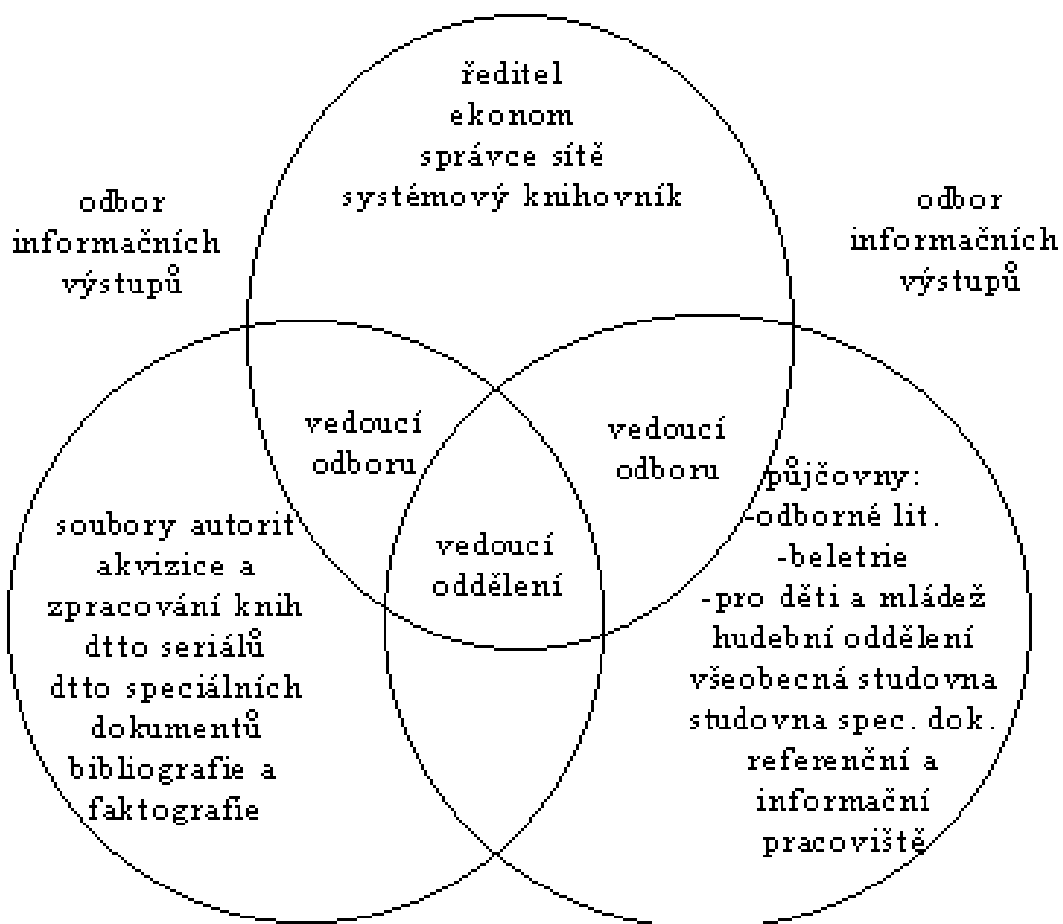 ředitel
ekonom
správce sítě
systémový knihovník
odbor
informačních
výstupů
odbor
informačních
výstupů
vedoucí
odboru
vedoucí
odboru
vedoucí
oddělení
soubory autorit
akvizice a
zpracování knih
dtto seriálů
dtto speciálních
dokumentů
bibliografie a
faktografie
půjčovny:
-odborné lit.
-beletrie
-pro děti a mládež
hudební oddělení
všeobecná studovna
studovna spec. dok.
referenční a
informační
pracoviště